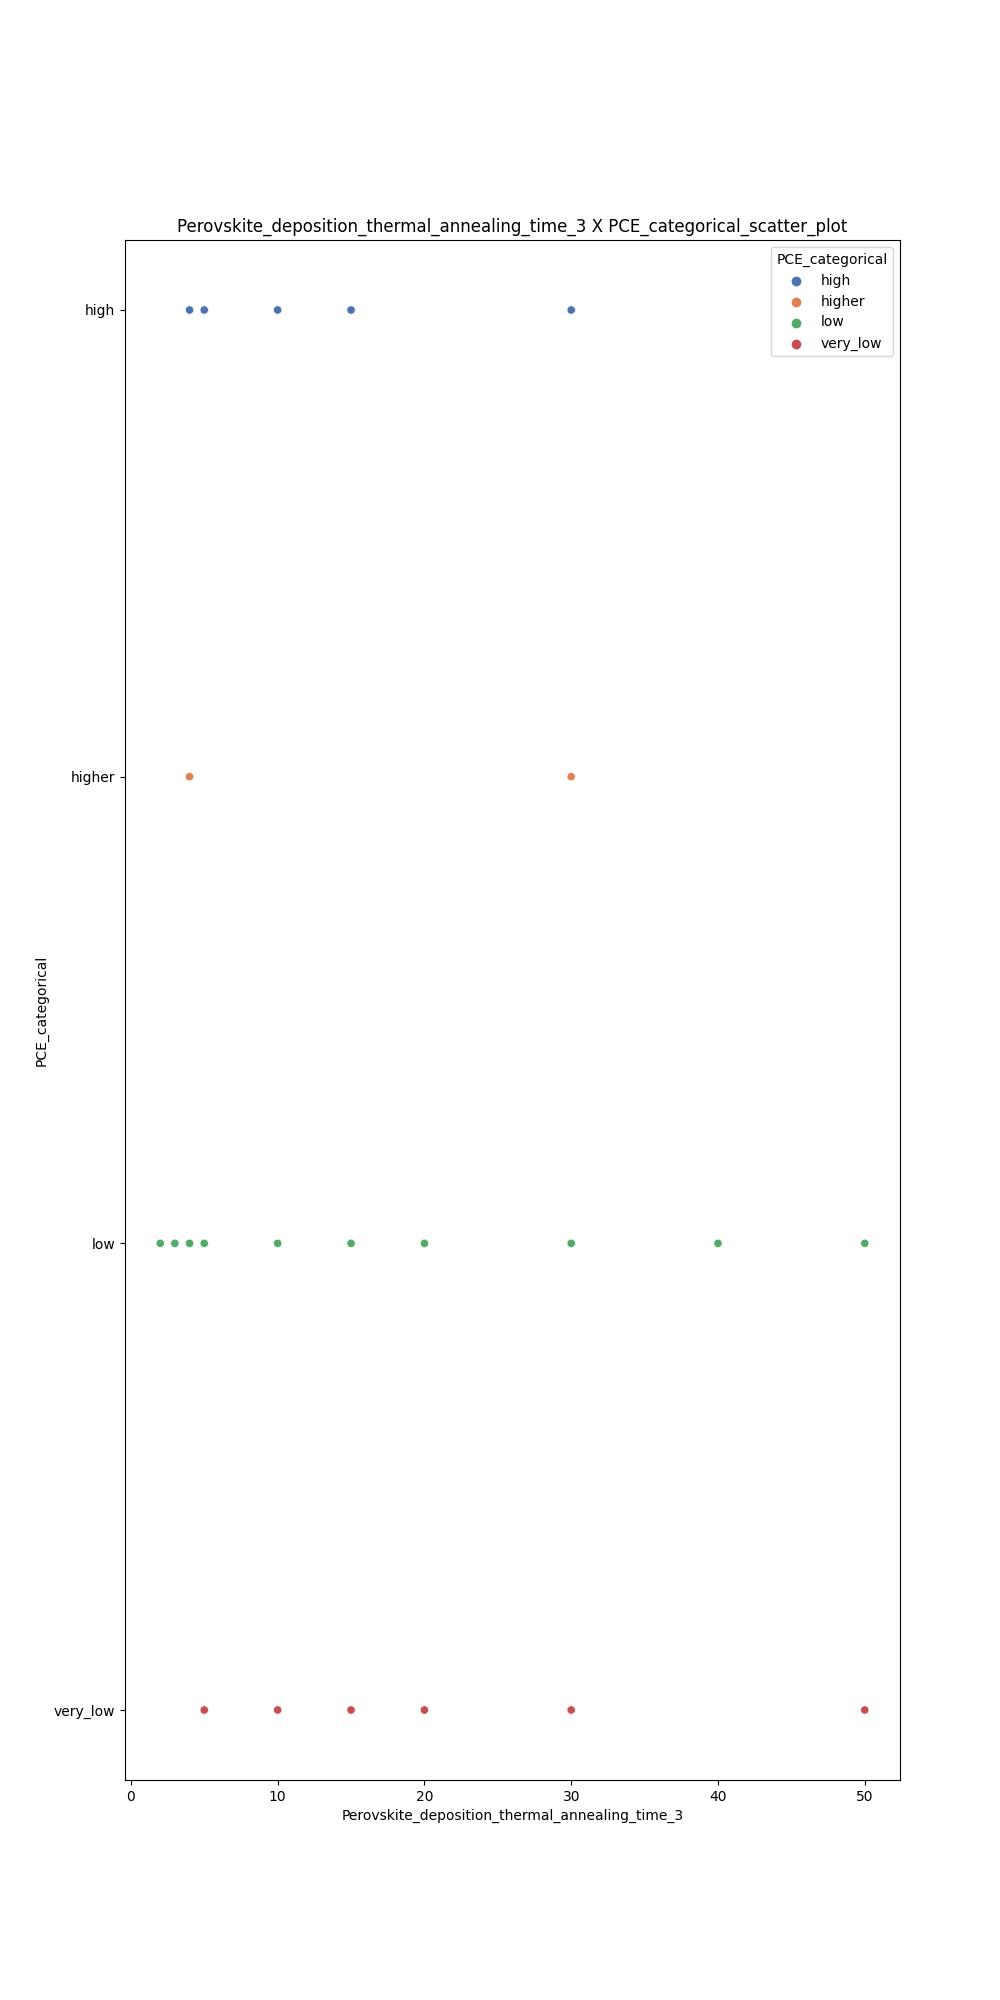 Perovskite_deposition_thermal_annealing_time_3 X PCE_categorical_scatter_plot
PCE_categorical
high
higher
low
very_low
high
higher
low
very_low
PCE_categorical
0 10 20 30 40 50
Perovskite_deposition_thermal_annealing_time_3